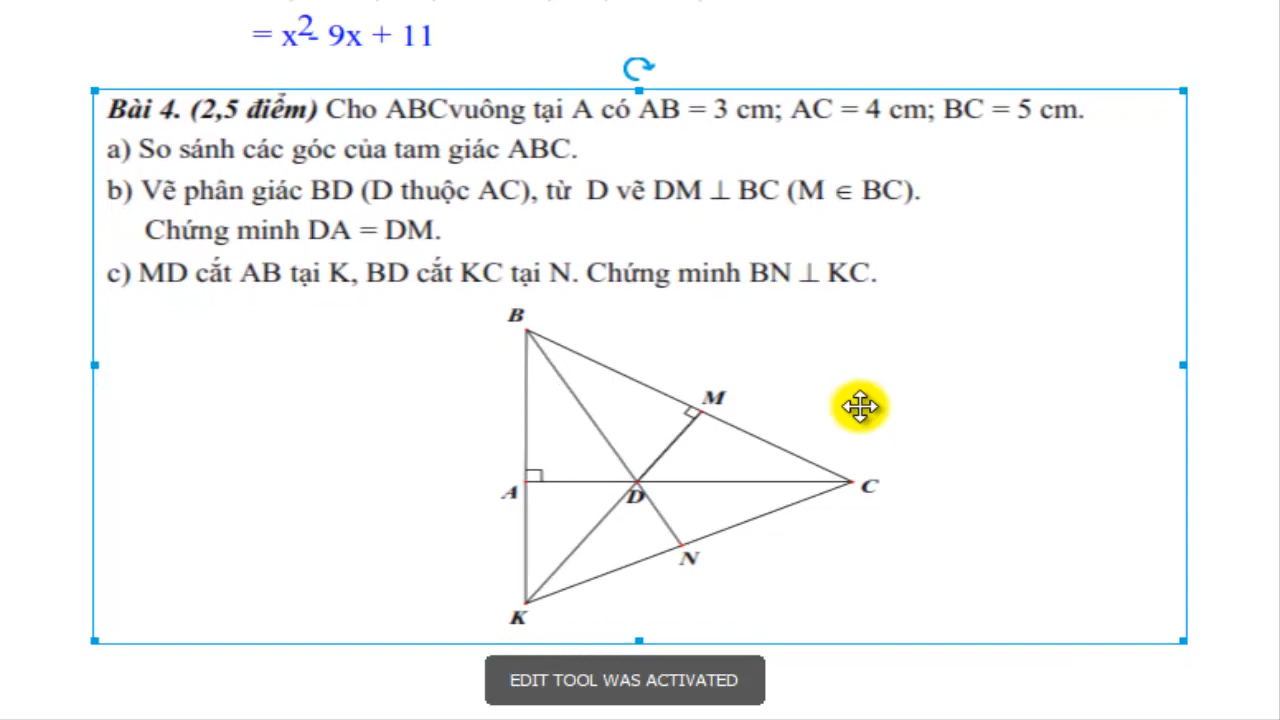 = x² - 9x + 11
Bài 4. (2,5 điểm) Cho ABCvuông tại A có AB = 3 cm; AC = 4 cm; BC = 5 cm.
a) So sánh các góc của tam giác ABC.
b) Vẽ phân giác BD (D thuộc AC), từ D vẽ DM ⊥ BC (M ∈ BC).
Chứng minh DA = DM.
c) MD cắt AB tại K, BD cắt KC tại N. Chứng minh BN ⊥ KC.
B
M
A
D
C
N
K
EDIT TOOL WAS ACTIVATED